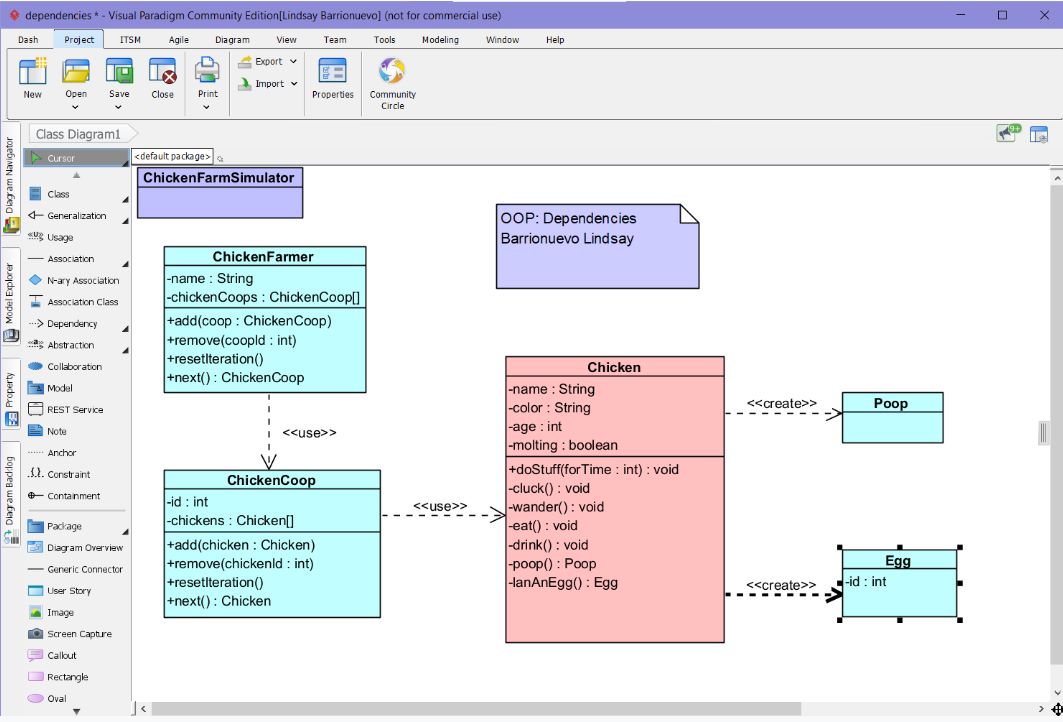 dependencies * - Visual Paradigm Community Edition[Lindsay Barrionuevo] (not for commercial use)
Dash Project ITSM Agile Diagram View Team Tools Modeling Window Help
New Open Save Close Print Export Import Properties Community Circle
Class Diagram1
9+
Diagram Navigator
Model Explorer
Property
Diagram Backlog
Cursor
Class
Generalization
Usage
Association
N-ary Association
Association Class
Dependency
Abstraction
Collaboration
Model
REST Service
Note
Anchor
Constraint
Containment
Package
Diagram Overview
Generic Connector
User Story
Image
Screen Capture
Callout
Rectangle
Oval
<default package>
ChickenFarmSimulator
OOP: Dependencies
Barrionuevo Lindsay
ChickenFarmer
-name : String
-chickenCoops : ChickenCoop[]
+add(coop : ChickenCoop)
+remove(coopId : int)
+resetIteration()
+next() : ChickenCoop
<<use>>
ChickenCoop
-id : int
-chickens : Chicken[]
+add(chicken : Chicken)
+remove(chickenId : int)
+resetIteration()
+next() : Chicken
<<use>>
Chicken
-name : String
-color : String
-age : int
-molting : boolean
+doStuff(forTime : int) : void
-cluck() : void
-wander() : void
-eat() : void
-drink() : void
-poop() : Poop
-lanAnEgg() : Egg
<<create>>
Poop
<<create>>
Egg
-id : int